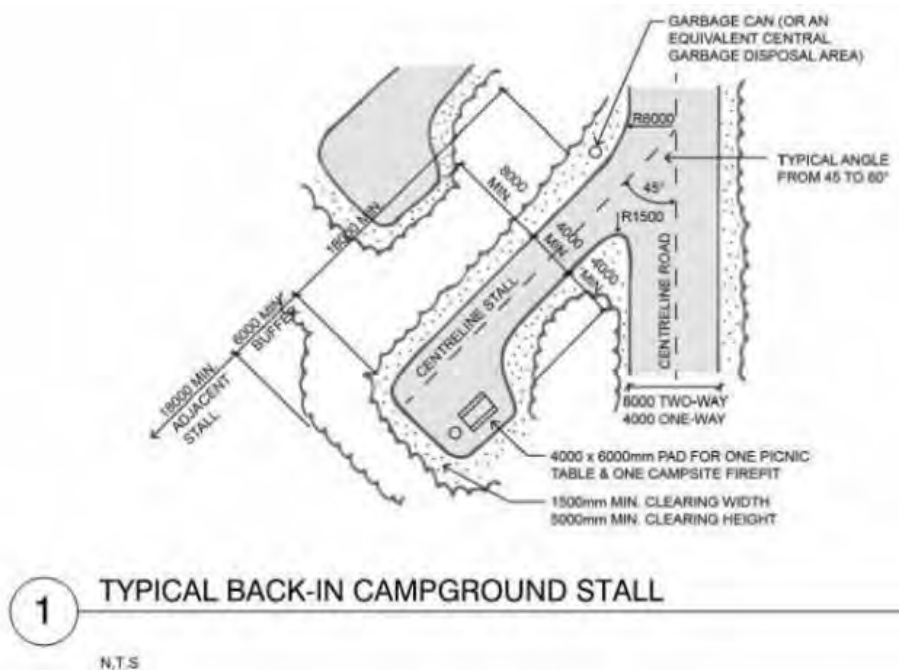 GARBAGE CAN (OR AN
EQUIVALENT CENTRAL
GARBAGE DISPOSAL AREA)
R6000
TYPICAL ANGLE
FROM 45 TO 60°
45°
R1500
8000
MIN
4000
MIN
4000
MIN
18000 MIN
6000 MIN
BUFFER
18000 MIN.
ADJACENT
STALL
CENTRELINE STALL
CENTRELINE ROAD
8000 TWO-WAY
4000 ONE-WAY
4000 x 6000mm PAD FOR ONE PICNIC
TABLE & ONE CAMPSITE FIREPIT
1500mm MIN. CLEARING WIDTH
5000mm MIN. CLEARING HEIGHT
1
TYPICAL BACK-IN CAMPGROUND STALL
N.T.S